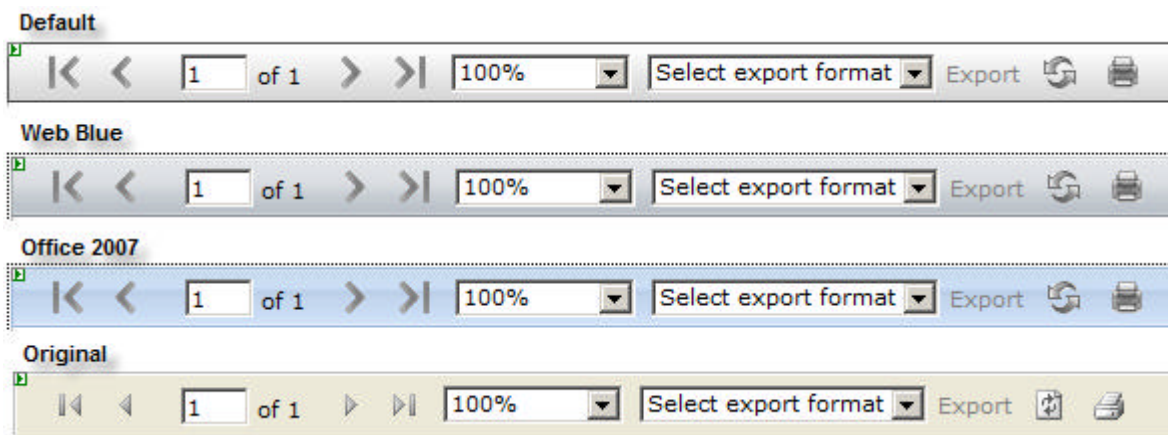 Default
1 of 1 100% Select export format Export
Web Blue
1 of 1 100% Select export format Export
Office 2007
1 of 1 100% Select export format Export
Original
1 of 1 100% Select export format Export